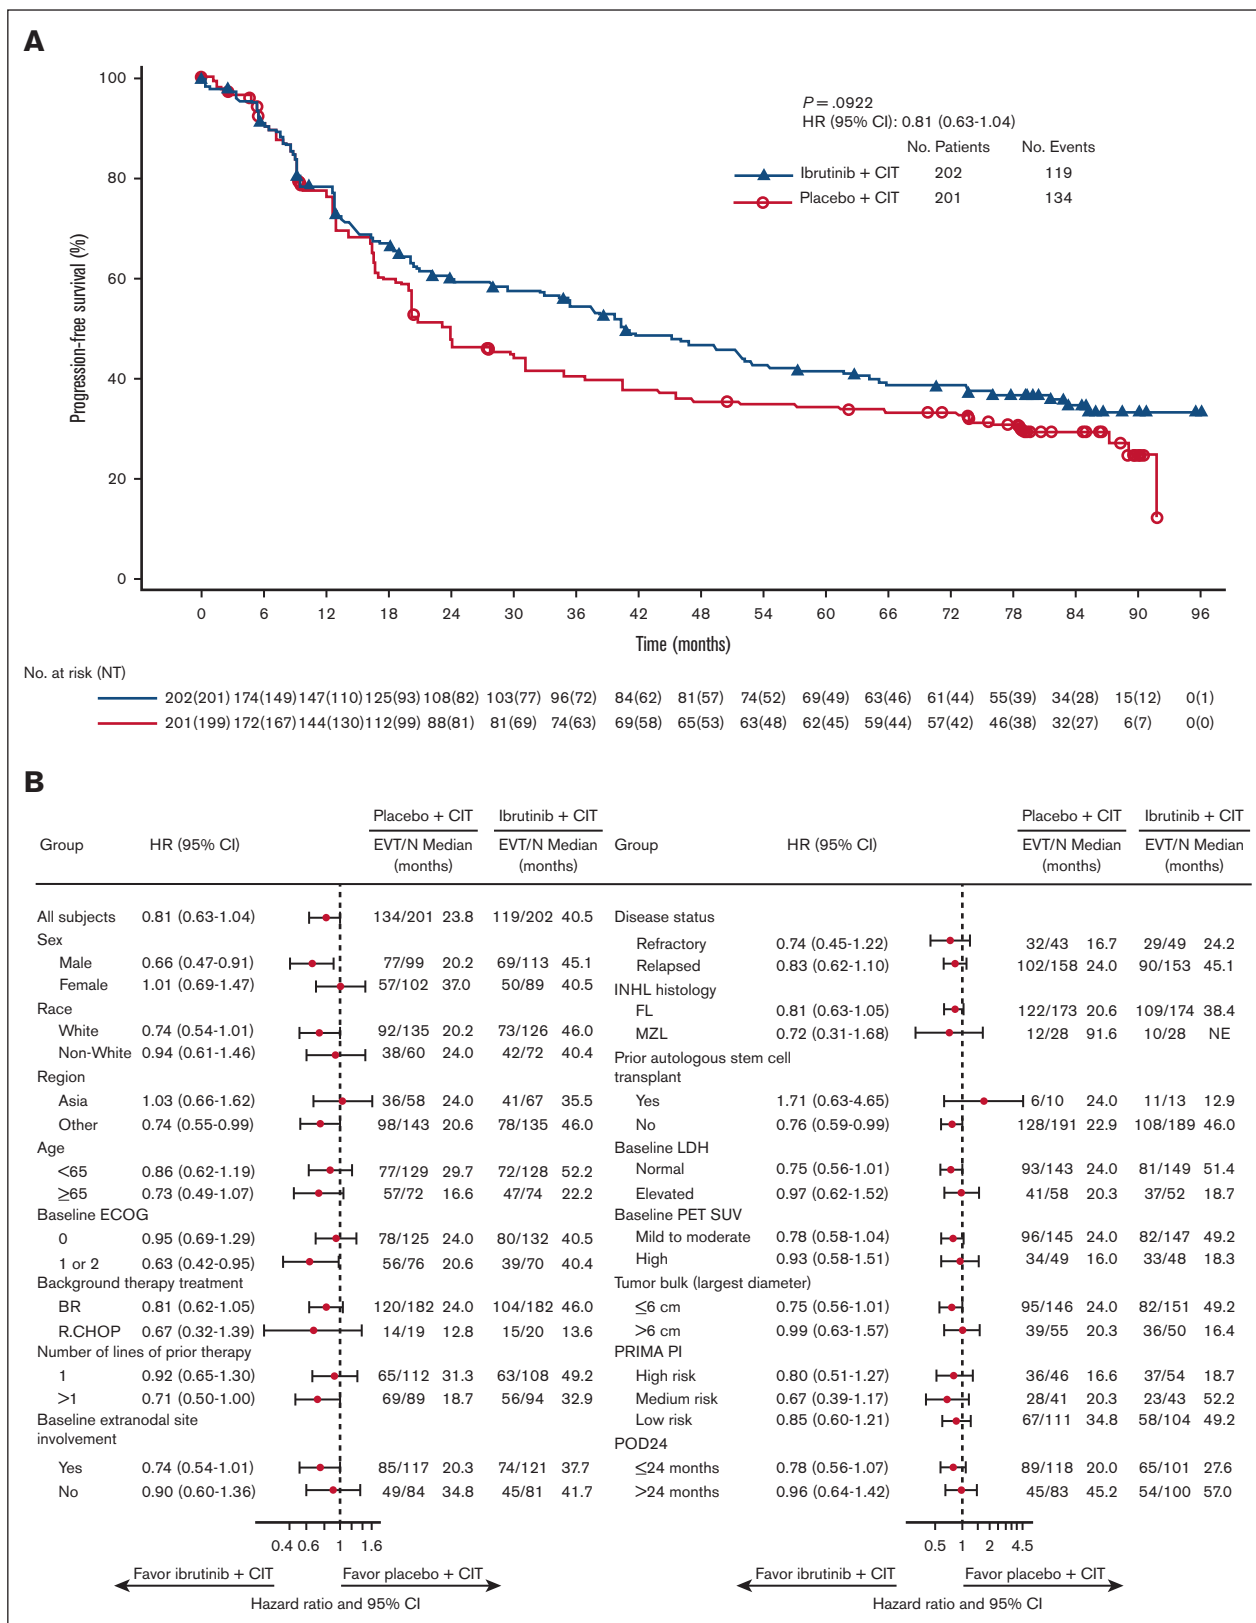 A
P = .0922
HR (95% CI): 0.81 (0.63-1.04)
No. Patients No. Events
Ibrutinib + CIT 202 119
Placebo + CIT 201 134
Progression-free survival (%)
100
80
60
40
20
0
0 6 12 18 24 30 36 42 48 54 60 66 72 78 84 90 96
Time (months)
No. at risk (NT)
202(201) 174(149) 147(110) 125(93) 108(82) 103(77) 96(72) 84(62) 81(57) 74(52) 69(49) 63(46) 61(44) 55(39) 34(28) 15(12) 0(1)
201(199) 172(167) 144(130) 112(99) 88(81) 81(69) 74(63) 69(58) 65(53) 63(48) 62(45) 59(44) 57(42) 46(38) 32(27) 6(7) 0(0)
B
Placebo + CIT Ibrutinib + CIT
Group HR (95% CI) EVT/N Median (months) EVT/N Median (months)
All subjects 0.81 (0.63-1.04) 134/201 23.8 119/202 40.5
Sex
Male 0.66 (0.47-0.91) 77/99 20.2 69/113 45.1
Female 1.01 (0.69-1.47) 57/102 37.0 50/89 40.5
Race
White 0.74 (0.54-1.01) 92/135 20.2 73/126 46.0
Non-White 0.94 (0.61-1.46) 38/60 24.0 42/72 40.4
Region
Asia 1.03 (0.66-1.62) 36/58 24.0 41/67 35.5
Other 0.74 (0.55-0.99) 98/143 20.6 78/135 46.0
Age
<65 0.86 (0.62-1.19) 77/129 29.7 72/128 52.2
≥65 0.73 (0.49-1.07) 57/72 16.6 47/74 22.2
Baseline ECOG
0 0.95 (0.69-1.29) 78/125 24.0 80/132 40.5
1 or 2 0.63 (0.42-0.95) 56/76 20.6 39/70 40.4
Background therapy treatment
BR 0.81 (0.62-1.05) 120/182 24.0 104/182 46.0
R.CHOP 0.67 (0.32-1.39) 14/19 12.8 15/20 13.6
Number of lines of prior therapy
1 0.92 (0.65-1.30) 65/112 31.3 63/108 49.2
>1 0.71 (0.50-1.00) 69/89 18.7 56/94 32.9
Baseline extranodal site
involvement
Yes 0.74 (0.54-1.01) 85/117 20.3 74/121 37.7
No 0.90 (0.60-1.36) 49/84 34.8 45/81 41.7
0.4 0.6 1 1.6
Favor ibrutinib + CIT Favor placebo + CIT
Hazard ratio and 95% CI
Placebo + CIT Ibrutinib + CIT
Group HR (95% CI) EVT/N Median (months) EVT/N Median (months)
Disease status
Refractory 0.74 (0.45-1.22) 32/43 16.7 29/49 24.2
Relapsed 0.83 (0.62-1.10) 102/158 24.0 90/153 45.1
INHL histology
FL 0.81 (0.63-1.05) 122/173 20.6 109/174 38.4
MZL 0.72 (0.31-1.68) 12/28 91.6 10/28 NE
Prior autologous stem cell
transplant
Yes 1.71 (0.63-4.65) 6/10 24.0 11/13 12.9
No 0.76 (0.59-0.99) 128/191 22.9 108/189 46.0
Baseline LDH
Normal 0.75 (0.56-1.01) 93/143 24.0 81/149 51.4
Elevated 0.97 (0.62-1.52) 41/58 20.3 37/52 18.7
Baseline PET SUV
Mild to moderate 0.78 (0.58-1.04) 96/145 24.0 82/147 49.2
High 0.93 (0.58-1.51) 34/49 16.0 33/48 18.3
Tumor bulk (largest diameter)
≤6 cm 0.75 (0.56-1.01) 95/146 24.0 82/151 49.2
>6 cm 0.99 (0.63-1.57) 39/55 20.3 36/50 16.4
PRIMA PI
High risk 0.80 (0.51-1.27) 36/46 16.6 37/54 18.7
Medium risk 0.67 (0.39-1.17) 28/41 20.3 23/43 52.2
Low risk 0.85 (0.60-1.21) 67/111 34.8 58/104 49.2
POD24
≤24 months 0.78 (0.56-1.07) 89/118 20.0 65/101 27.6
>24 months 0.96 (0.64-1.42) 45/83 45.2 54/100 57.0
0.5 1 2 4.5
Favor ibrutinib + CIT Favor placebo + CIT
Hazard ratio and 95% CI